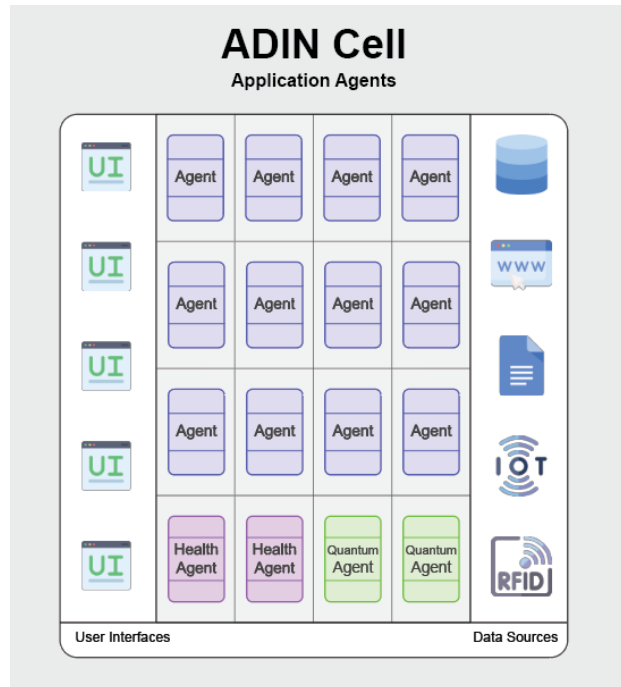 ADIN Cell
Application Agents
UI
Agent Agent Agent Agent
UI
WWW
Agent Agent Agent Agent
UI
Agent Agent Agent Agent
UI
IOT
UI
Health Agent
Health Agent
Quantum Agent
Quantum Agent
RFID
User Interfaces
Data Sources